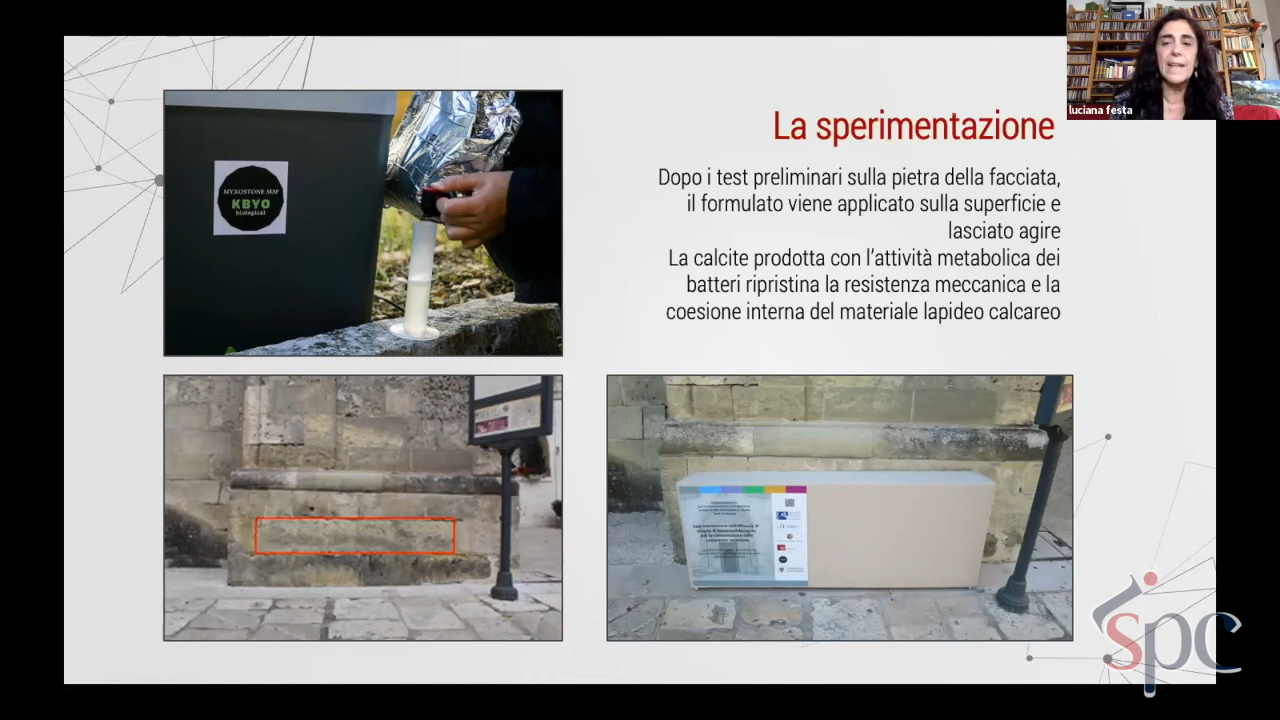 luciana festa
La sperimentazione
Dopo i test preliminari sulla pietra della facciata,
il formulato viene applicato sulla superficie e
lasciato agire
La calcite prodotta con l'attività metabolica dei
batteri ripristina la resistenza meccanica e la
coesione interna del materiale lapideo calcareo
MYXOSTONE M3P
KBYO
biological
spc